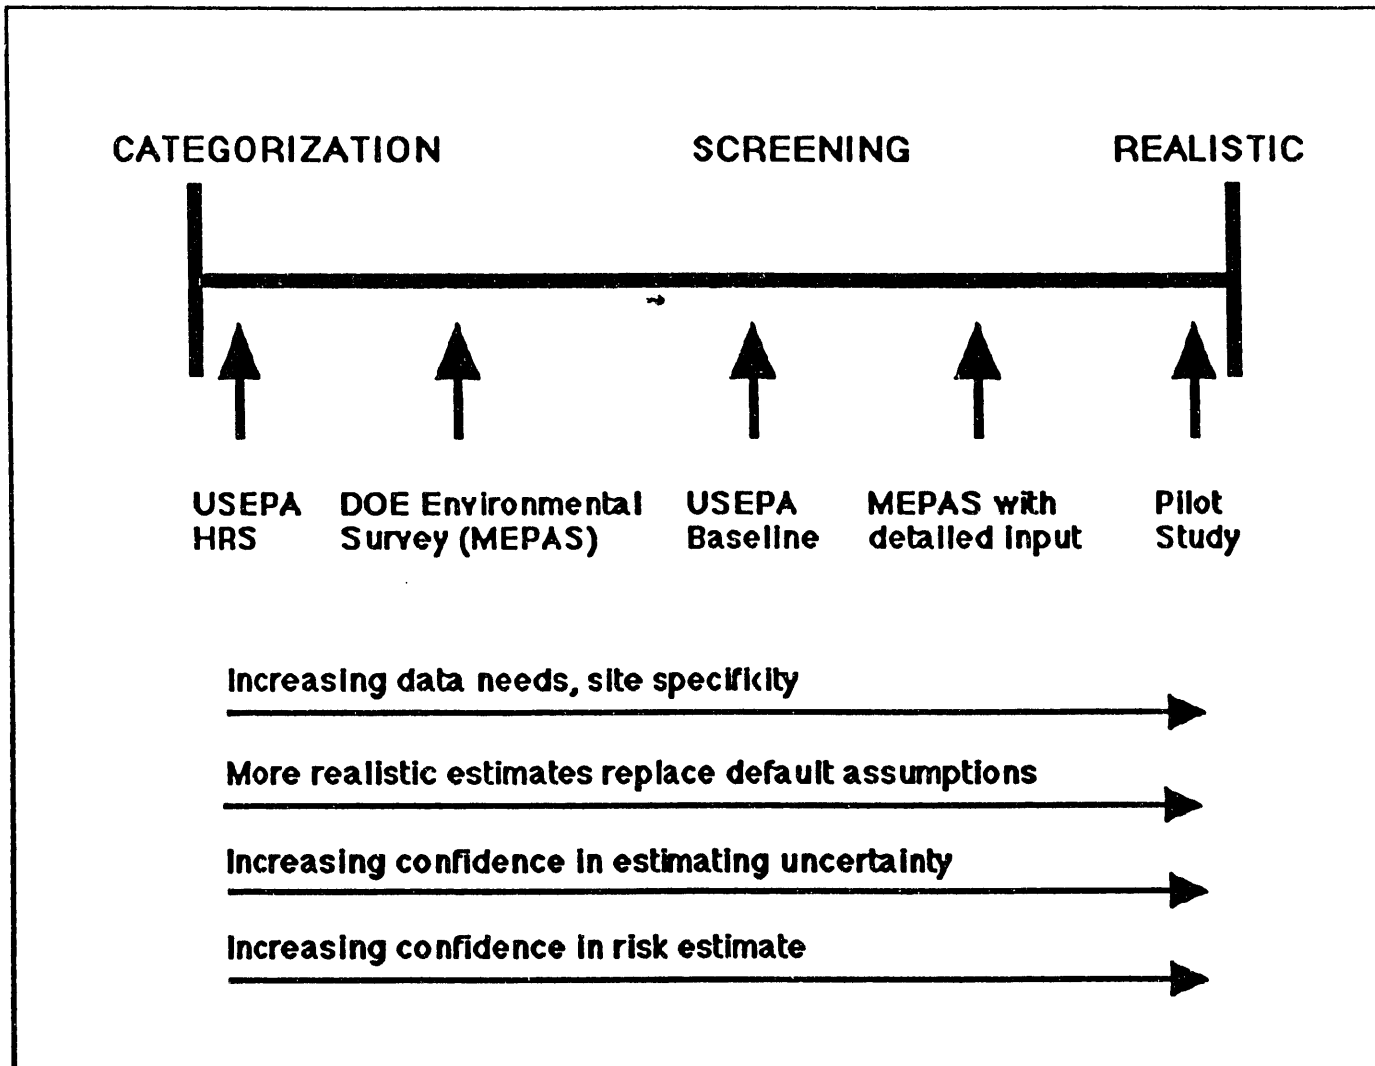 CATEGORIZATION SCREENING REALISTIC
USEPA HRS
DOE Environmental Survey (MEPAS)
USEPA Baseline
MEPAS with detailed input
Pilot Study
Increasing data needs, site specificity
More realistic estimates replace default assumptions
Increasing confidence in estimating uncertainty
Increasing confidence in risk estimate